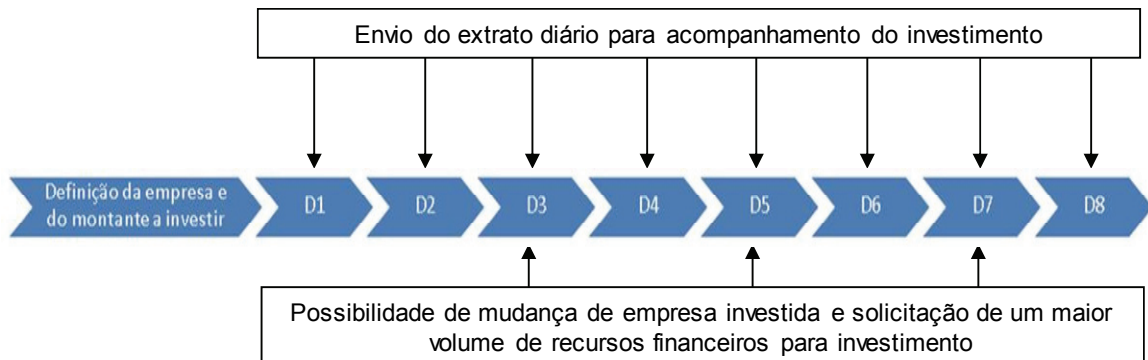 Envio do extrato diário para acompanhamento do investimento
Definição da empresa e
do montante a investir
D1
D2
D3
D4
D5
D6
D7
D8
Possibilidade de mudança de empresa investida e solicitação de um maior
volume de recursos financeiros para investimento